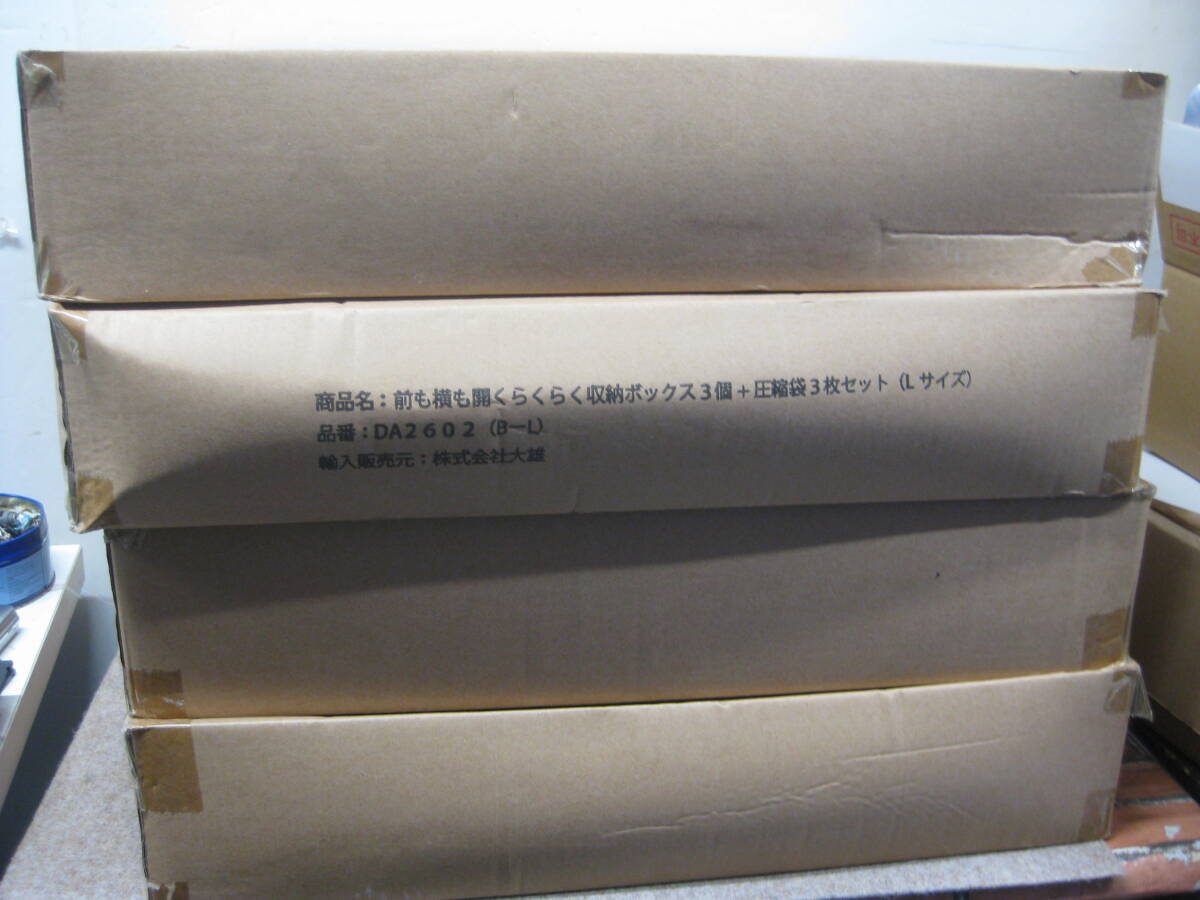 商品名：前も横も開くらくらく収納ボックス３個＋圧縮袋３枚セット（Ｌサイズ）
品番：DA２６０２（B－L）
輸入販売元：株式会社大雄